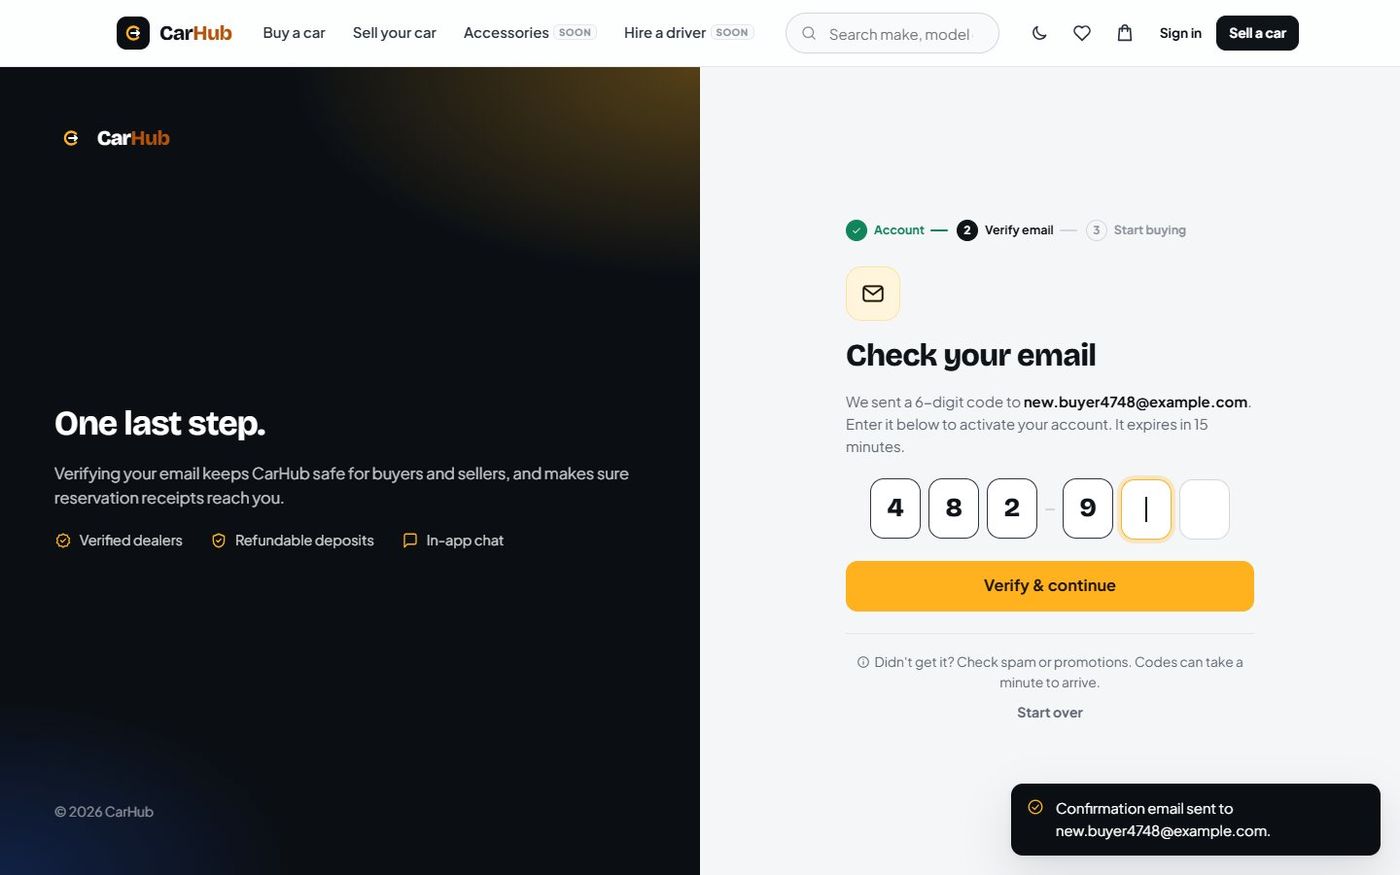 CarHub Buy a car Sell your car Accessories SOON Hire a driver SOON Search make, model Sign in Sell a car
CarHub
One last step.
Verifying your email keeps CarHub safe for buyers and sellers, and makes sure
reservation receipts reach you.
Verified dealers Refundable deposits In-app chat
© 2026 CarHub
Account 2 Verify email 3 Start buying
Check your email
We sent a 6-digit code to new.buyer4748@example.com.
Enter it below to activate your account. It expires in 15
minutes.
4 8 2 – 9
Verify & continue
Didn't get it? Check spam or promotions. Codes can take a
minute to arrive.
Start over
Confirmation email sent to
new.buyer4748@example.com.